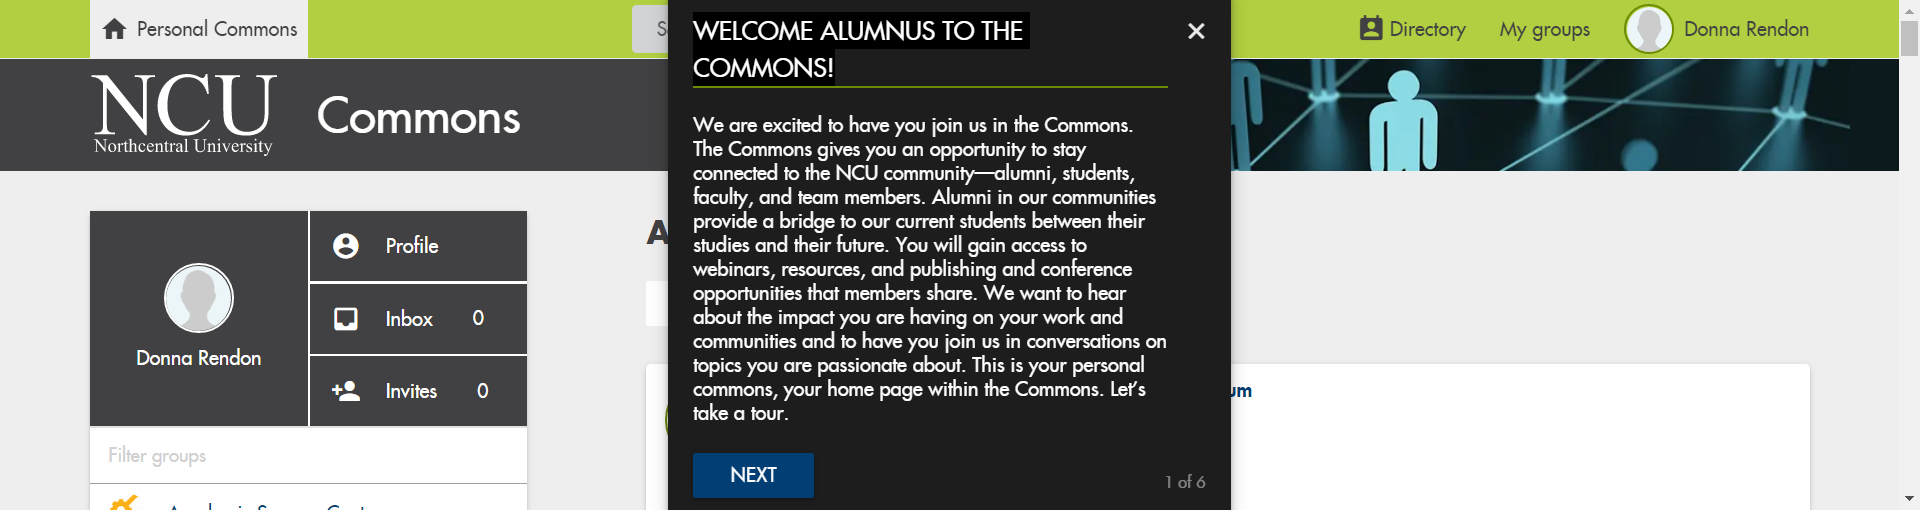 Personal Commons
Directory
My groups
Donna Rendon
NCU
Northcentral University
Commons
WELCOME ALUMNUS TO THE
COMMONS!
We are excited to have you join us in the Commons.
The Commons gives you an opportunity to stay
connected to the NCU community—alumni, students,
faculty, and team members. Alumni in our communities
provide a bridge to our current students between their
studies and their future. You will gain access to
webinars, resources, and publishing and conference
opportunities that members share. We want to hear
about the impact you are having on your work and
communities and to have you join us in conversations on
topics you are passionate about. This is your personal
commons, your home page within the Commons. Let's
take a tour.
NEXT
1 of 6
Donna Rendon
Profile
Inbox 0
Invites 0
Filter groups
um